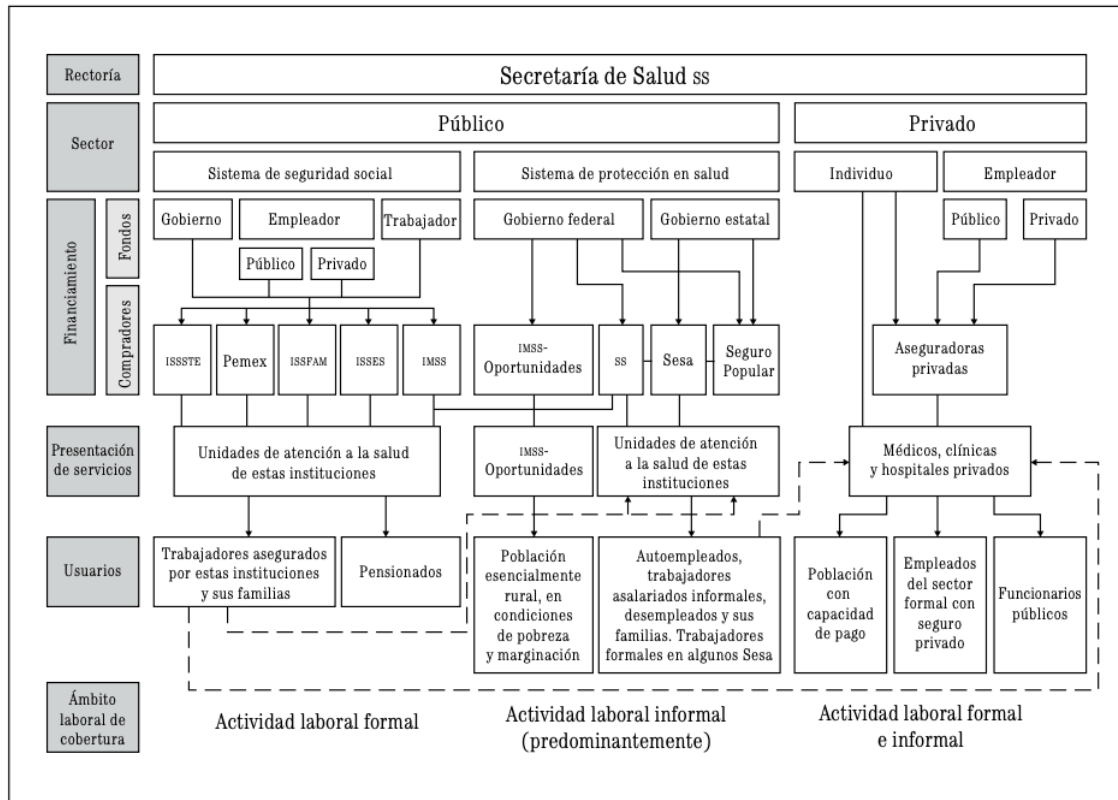 Rectoría
Secretaría de Salud SS
Sector
Público
Privado
Sistema de seguridad social
Sistema de protección en salud
Individuo
Empleador
Financiamiento
Fondos
Gobierno
Empleador
Trabajador
Gobierno federal
Gobierno estatal
Público
Privado
Público
Privado
Compradores
ISSSTE
Pemex
ISSFAM
ISSES
IMSS
IMSS-
Oportunidades
SS
Sesa
Seguro
Popular
Aseguradoras
privadas
Presentación
de servicios
Unidades de atención a la salud
de estas instituciones
IMSS-
Oportunidades
Unidades de atención
a la salud de estas
instituciones
Médicos, clínicas
y hospitales privados
Usuarios
Trabajadores asegurados
por estas instituciones
y sus familias
Pensionados
Población
esencialmente
rural, en
condiciones
de pobreza
y marginación
Autoempleados,
trabajadores
asalariados informales,
desempleados y sus
familias. Trabajadores
formales en algunos Sesa
Población
con
capacidad
de pago
Empleados
del sector
formal con
seguro
privado
Funcionarios
públicos
Ámbito
laboral de
cobertura
Actividad laboral formal
Actividad laboral informal
(predominantemente)
Actividad laboral formal
e informal